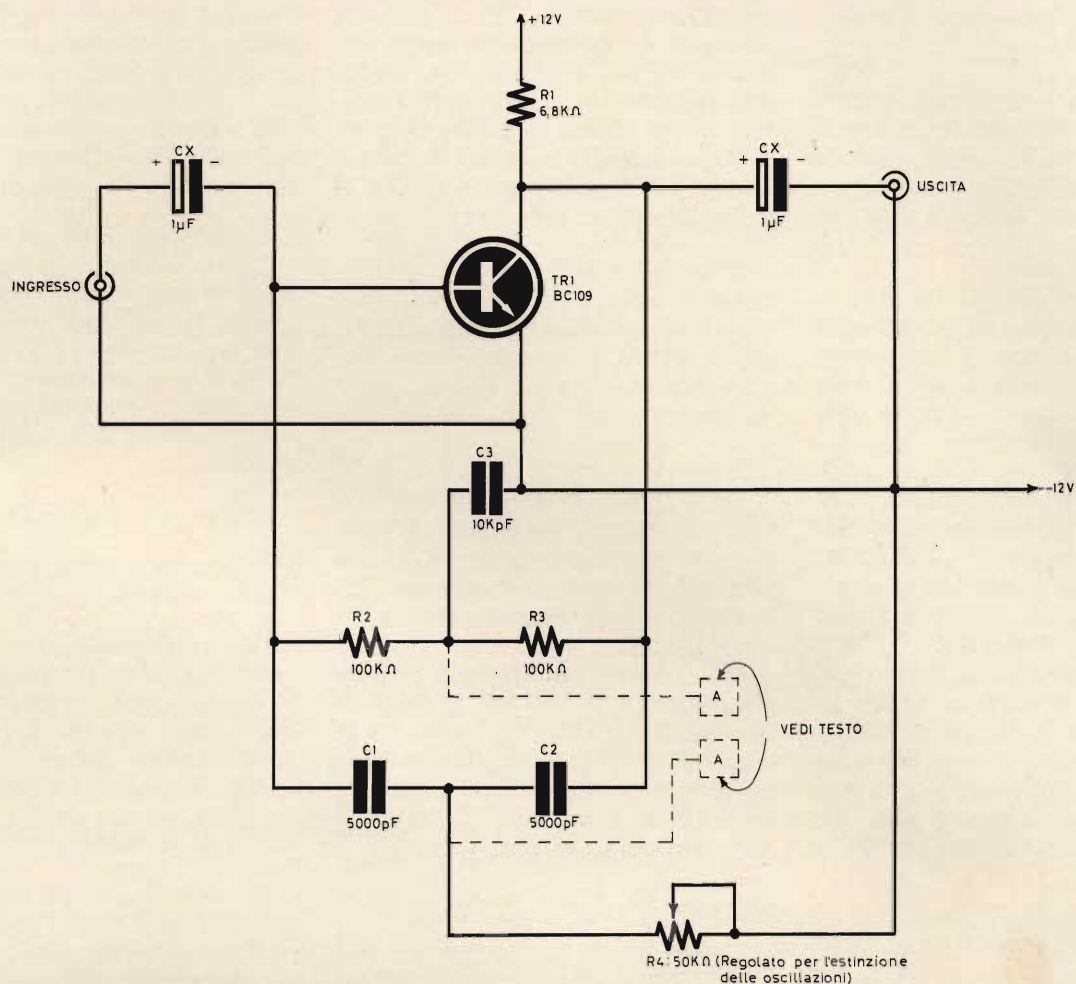 +12V
R1
6,8KΩ
CX
+ -
1µF
CX
+ -
1µF
USCITA
INGRESSO
TR1
BC109
C3
10KpF
--12V
R2
100KΩ
R3
100KΩ
A
VEDI TESTO
A
C1
5000pF
C2
5000pF
R4:50KΩ (Regolato per l'estinzione
delle oscillazioni)